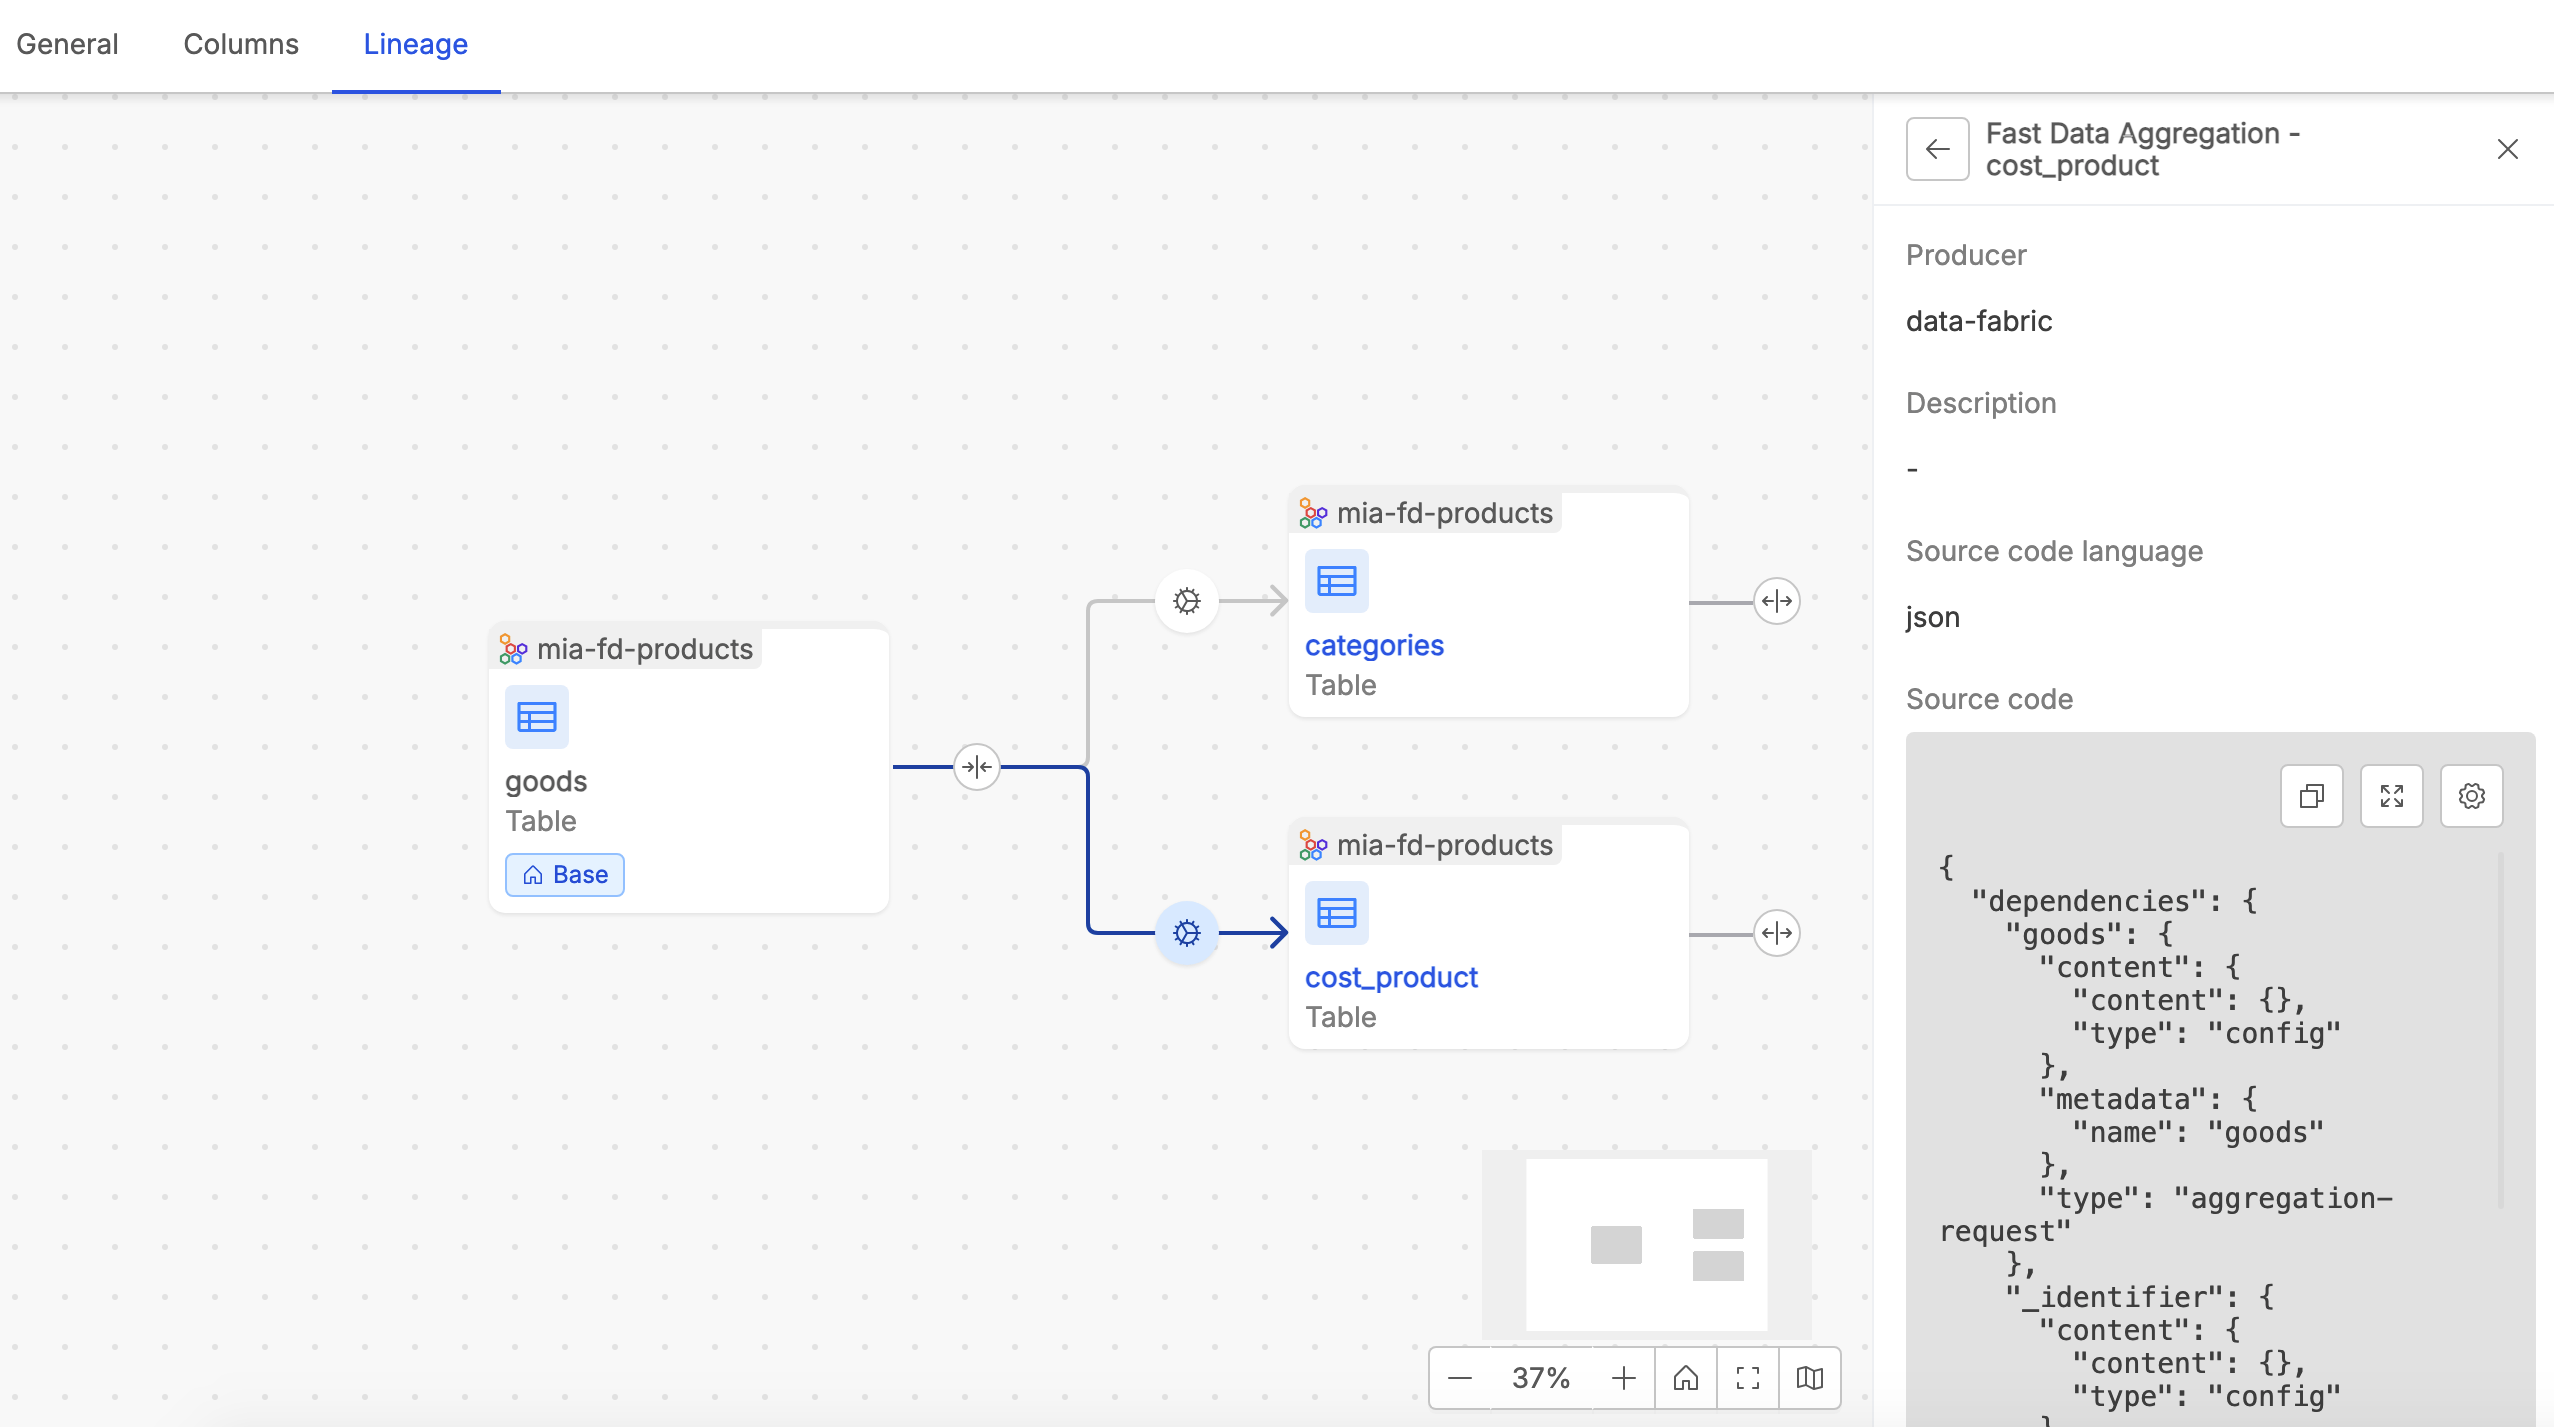 General
Columns
Lineage
mia-fd-products
goods
Table
Base
mia-fd-products
categories
Table
mia-fd-products
cost_product
Table
37%
Fast Data Aggregation -
cost_product
Producer
data-fabric
Description
-
Source code language
json
Source code
{
  "dependencies": {
    "goods": {
      "content": {
        "content": {},
        "type": "config"
      },
      "metadata": {
        "name": "goods"
      },
      "type": "aggregation-
request"
    },
    "_identifier": {
      "content": {
        "content": {},
        "type": "config"